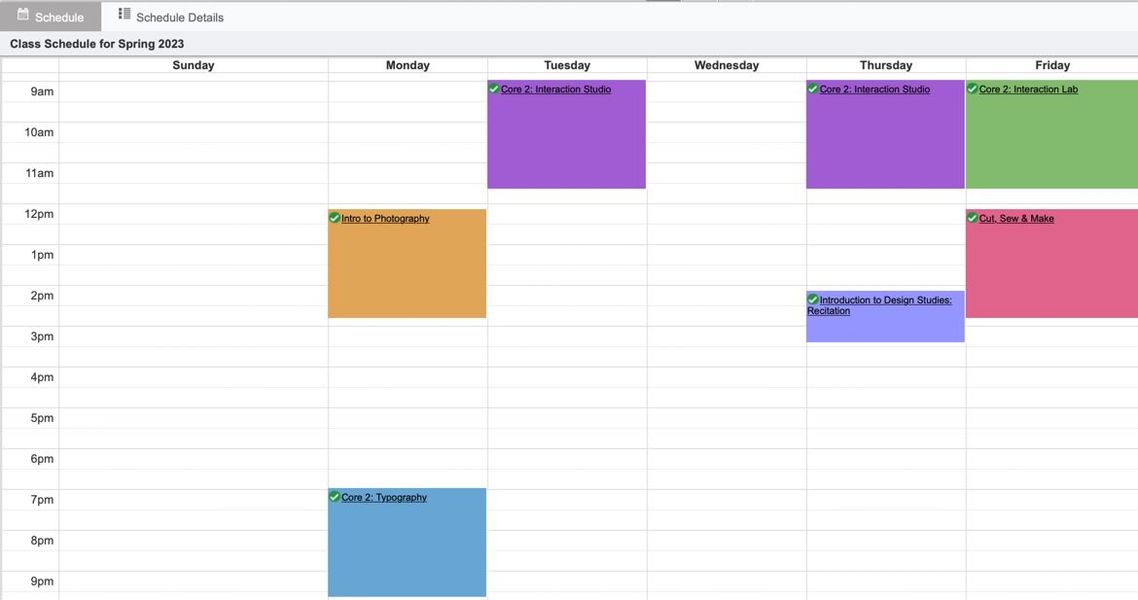 Schedule
Schedule Details
Class Schedule for Spring 2023
Sunday Monday Tuesday Wednesday Thursday Friday
9am
Core 2: Interaction Studio
Core 2: Interaction Studio
Core 2: Interaction Lab
10am
11am
12pm
Intro to Photography
Cut, Sew & Make
1pm
2pm
Introduction to Design Studies:
Recitation
3pm
4pm
5pm
6pm
7pm
Core 2: Typography
8pm
9pm